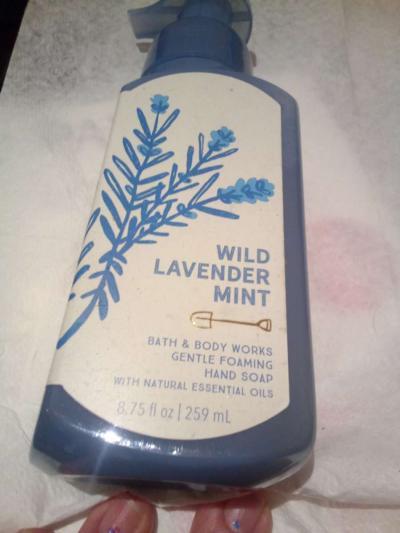 WILD
LAVENDER
MINT
BATH & BODY WORKS
GENTLE FOAMING
HAND SOAP
WITH NATURAL ESSENTIAL OILS
8.75 fl oz | 259 mL